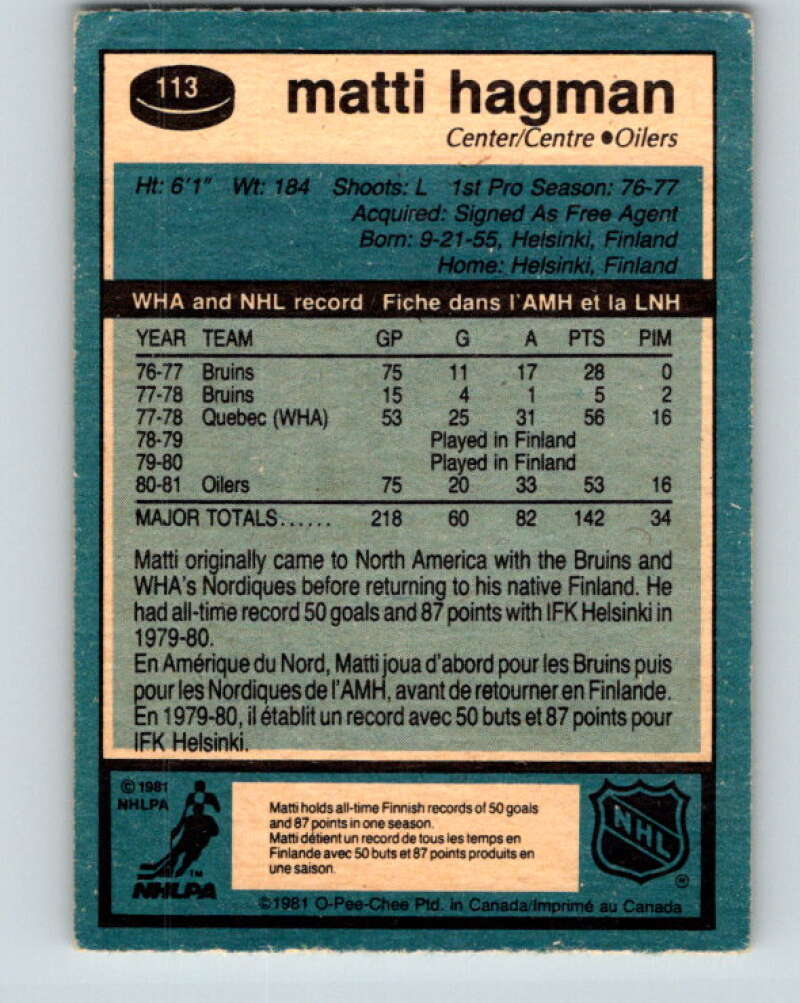 113
matti hagman
Center/Centre ●Oilers
Ht: 6'1" Wt: 184 Shoots: L 1st Pro Season: 76-77
Acquired: Signed As Free Agent
Born: 9-21-55, Helsinki, Finland
Home: Helsinki, Finland
WHA and NHL record / Fiche dans l'AMH et la LNH
YEAR TEAM GP G A PTS PIM
76-77 Bruins 75 11 17 28 0
77-78 Bruins 15 4 1 5 2
77-78 Quebec (WHA) 53 25 31 56 16
78-79 Played in Finland
79-80 Played in Finland
80-81 Oilers 75 20 33 53 16
MAJOR TOTALS...... 218 60 82 142 34
Matti originally came to North America with the Bruins and
WHA's Nordiques before returning to his native Finland. He
had all-time record 50 goals and 87 points with IFK Helsinki in
1979-80.
En Amérique du Nord, Matti joua d'abord pour les Bruins puis
pour les Nordiques de l'AMH, avant de retourner en Finlande.
En 1979-80, il établit un record avec 50 buts et 87 points pour
IFK Helsinki.
© 1981
NHLPA
TM
NHLPA
Matti holds all-time Finnish records of 50 goals
and 87 points in one season.
Matti détient un record de tous les temps en
Finlande avec 50 buts et 87 points produits en
une saison.
NHL
®
©1981 O-Pee-Chee Ptd. in Canada/Imprimé au Canada